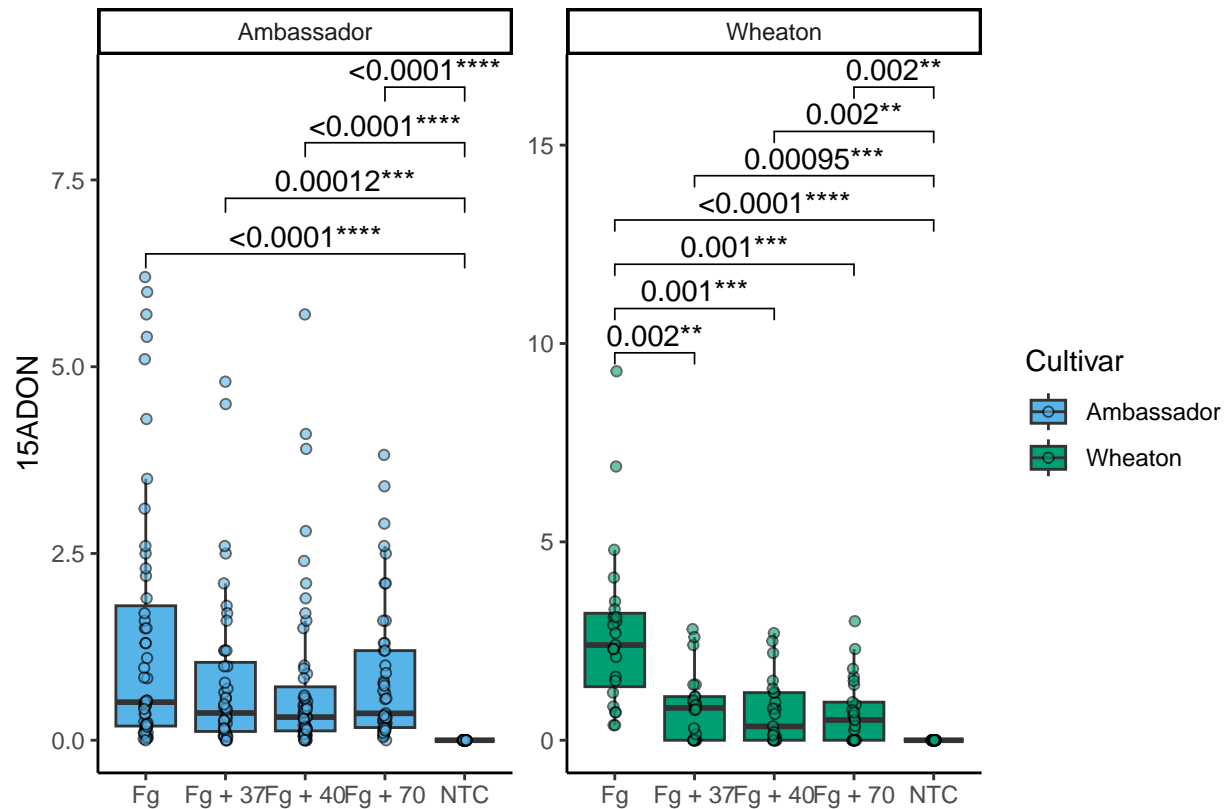 Ambassador
Wheaton
<0.0001****
<0.0001****
0.00012***
<0.0001****
0.002**
0.002**
0.00095***
<0.0001****
0.001***
0.001***
0.002**
15ADON
7.5
5.0
2.5
0.0
15
10
5
0
Fg Fg + 37 Fg + 40 Fg + 70 NTC
Fg Fg + 37 Fg + 40 Fg + 70 NTC
Cultivar
Ambassador
Wheaton